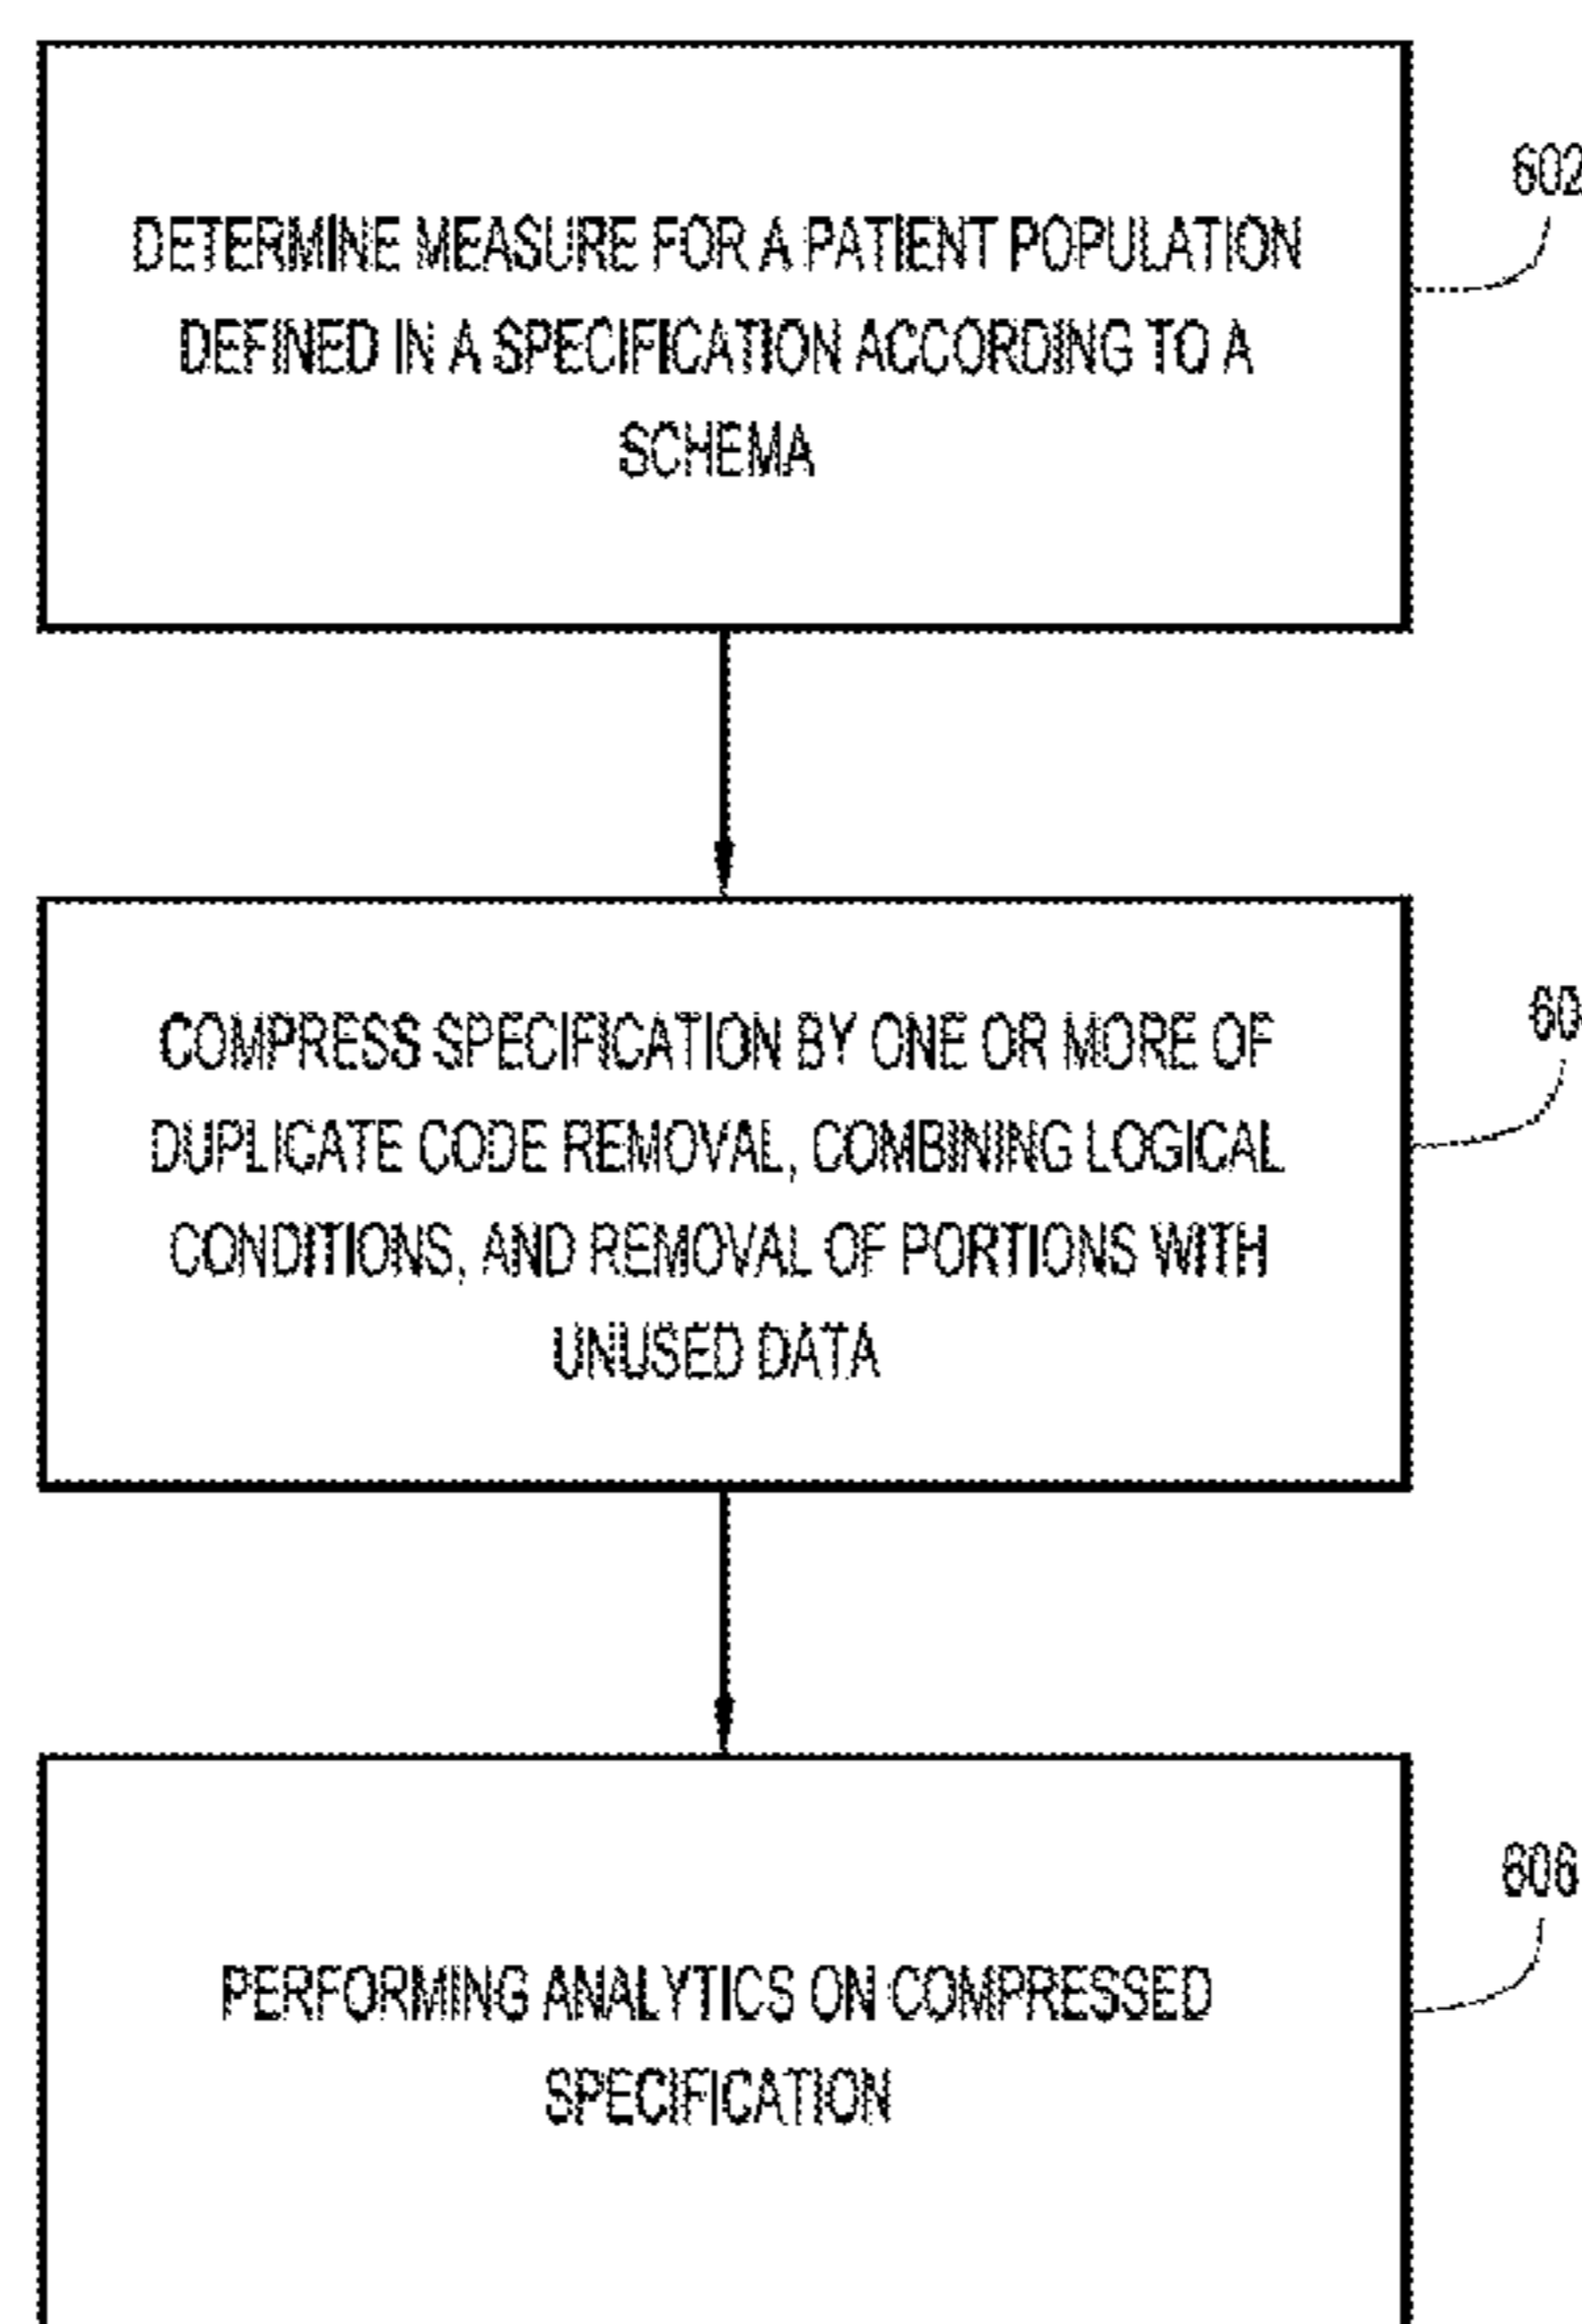 602
DETERMINE MEASURE FOR A PATIENT POPULATION
DEFINED IN A SPECIFICATION ACCORDING TO A
SCHEMA
60
COMPRESS SPECIFICATION BY ONE OR MORE OF
DUPLICATE CODE REMOVAL, COMBINING LOGICAL
CONDITIONS, AND REMOVAL OF PORTIONS WITH
UNUSED DATA
606
PERFORMING ANALYTICS ON COMPRESSED
SPECIFICATION